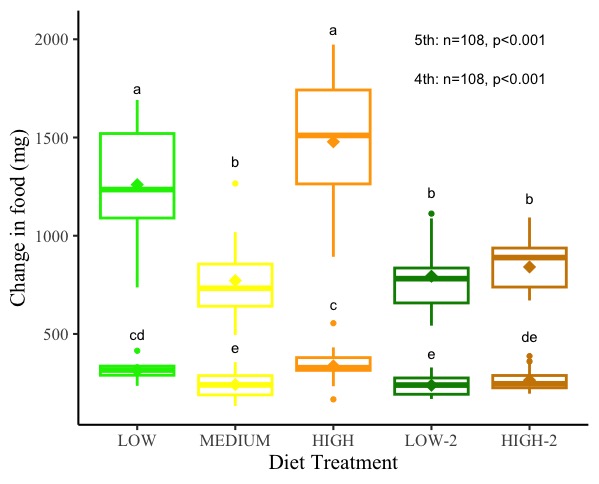 2000
1500
1000
500
Change in food (mg)
5th: n=108, p<0.001
4th: n=108, p<0.001
a
b
a
b
b
cd
e
c
e
de
LOW
MEDIUM
HIGH
LOW-2
HIGH-2
Diet Treatment